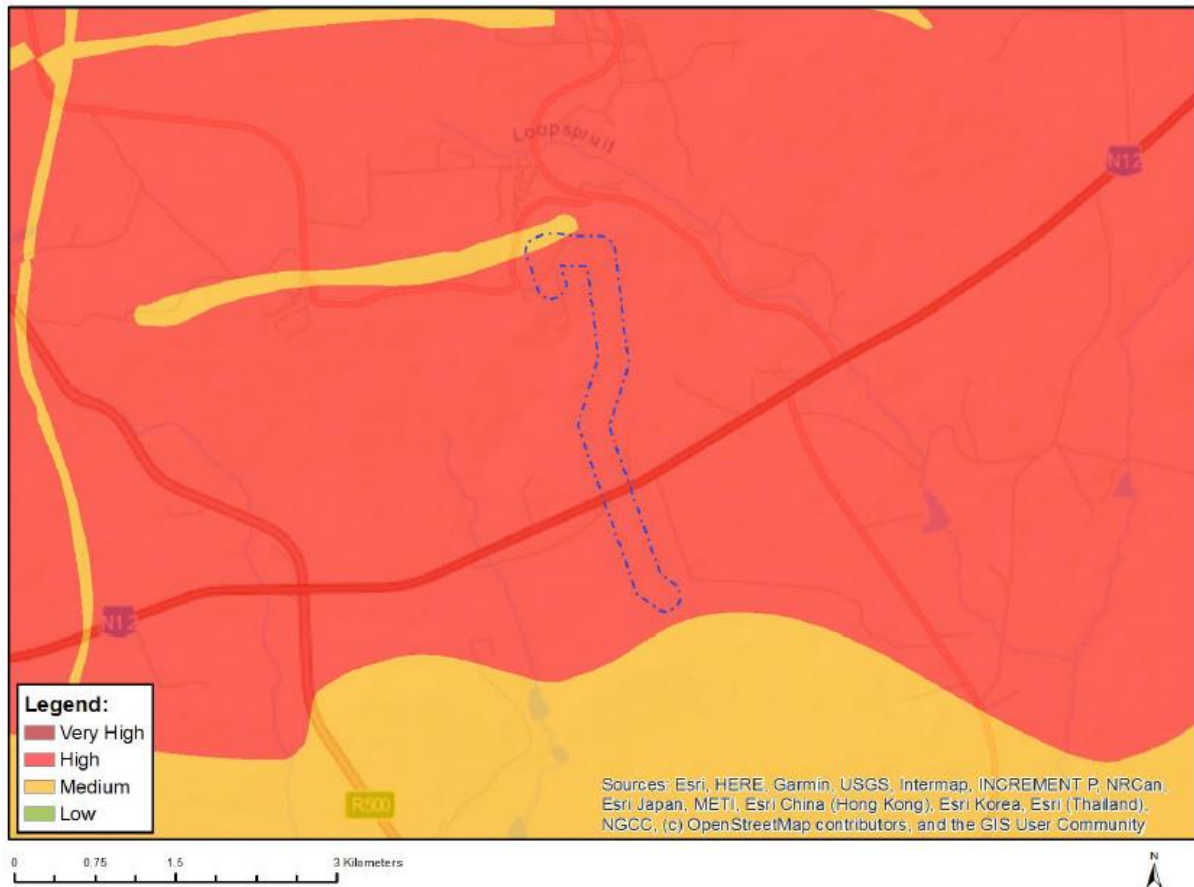 Loopspruit
N12
N12
R500
Legend:
Very High
High
Medium
Low
Sources: Esri, HERE, Garmin, USGS, Intermap, INCREMENT P, NRCan,
Esri Japan, METI, Esri China (Hong Kong), Esri Korea, Esri (Thailand),
NGCC, (c) OpenStreetMap contributors, and the GIS User Community
0 0.75 1.5 3 Kilometers
N